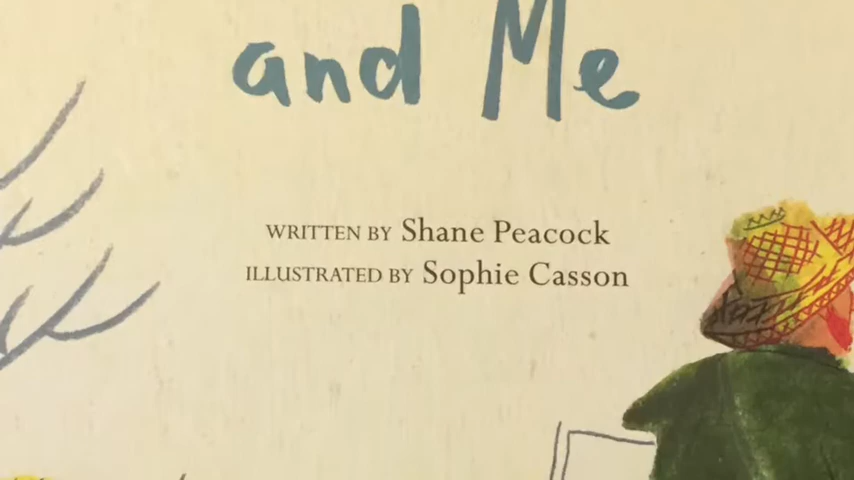 and Me
WRITTEN BY Shane Peacock
ILLUSTRATED BY Sophie Casson